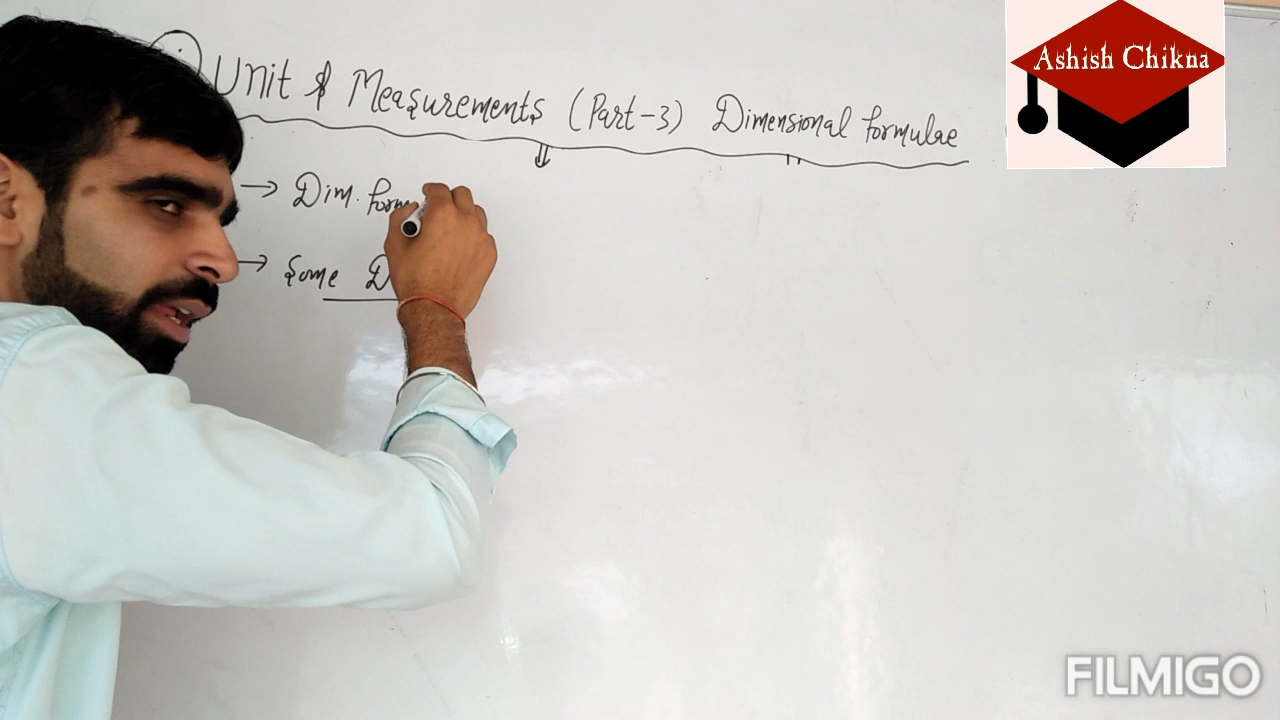 Unit & Measurements (Part-3) Dimensional formulae
Ashish Chikna
→ Dim. form
→ Some D
FILMIGO